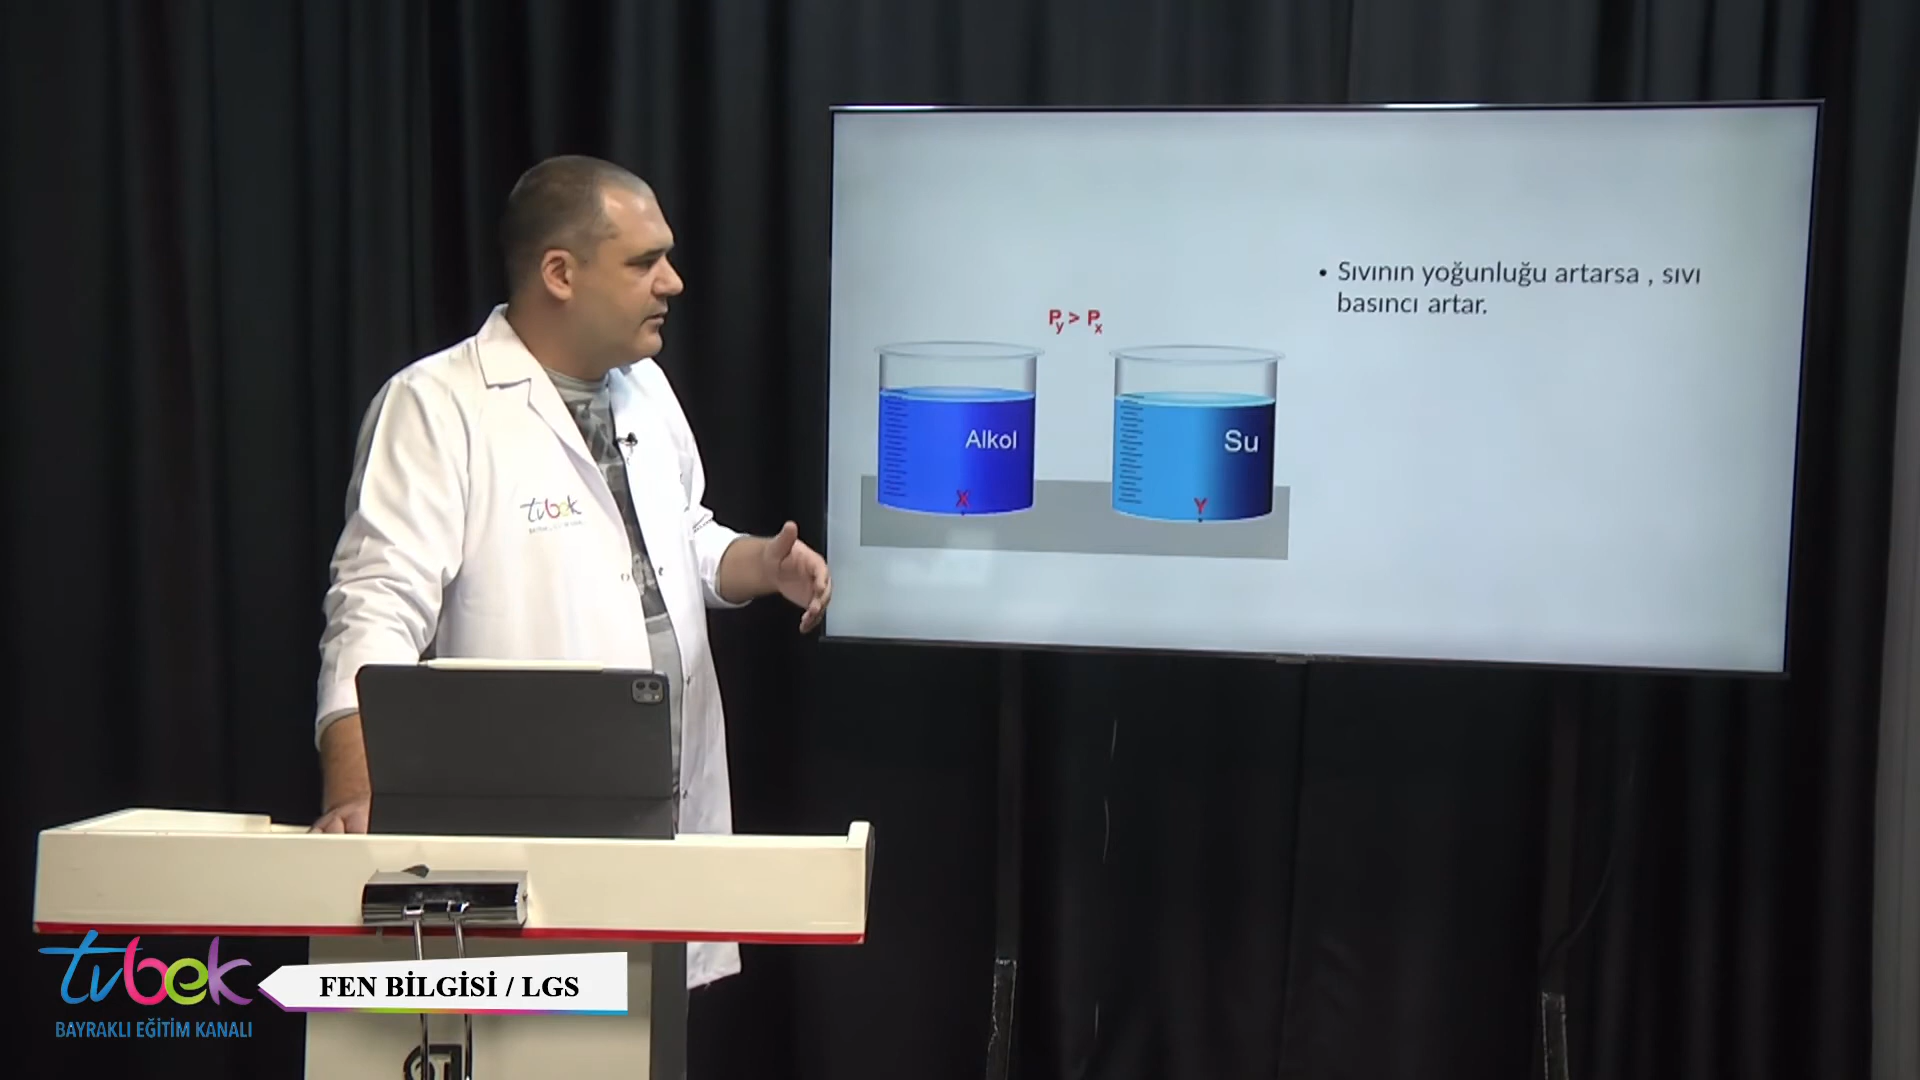 • Sıvının yoğunluğu artarsa , sıvı
basıncı artar.
Py > Px
Alkol
Su
X
Y
tvbek
tvbek
BAYRAKLI EĞİTİM KANALI
FEN BİLGİSİ / LGS